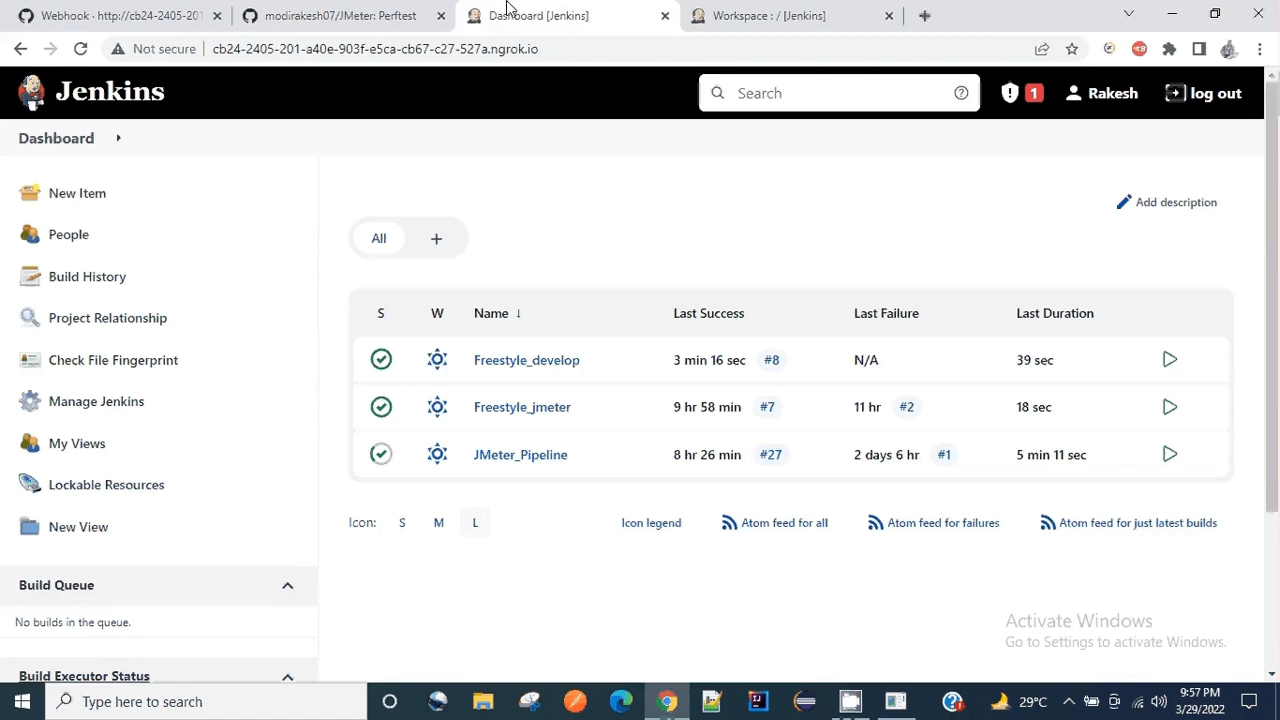 Webhook · http://cb24-2405-201
modirakesh07/JMeter: Perftest
Dashboard [Jenkins]
Workspace : / [Jenkins]
Not secure
cb24-2405-201-a40e-903f-e5ca-cb67-c27-527a.ngrok.io
Jenkins
Search
1
Rakesh
log out
Dashboard
New Item
People
Build History
Project Relationship
Check File Fingerprint
Manage Jenkins
My Views
Lockable Resources
New View
Build Queue
No builds in the queue.
Build Executor Status
Add description
All
+
S W Name ↓ Last Success Last Failure Last Duration
Freestyle_develop 3 min 16 sec #8 N/A 39 sec
Freestyle_jmeter 9 hr 58 min #7 11 hr #2 18 sec
JMeter_Pipeline 8 hr 26 min #27 2 days 6 hr #1 5 min 11 sec
Icon: S M L
Icon legend
Atom feed for all
Atom feed for failures
Atom feed for just latest builds
Activate Windows
Go to Settings to activate Windows.
Type here to search
29°C
9:57 PM
3/29/2022